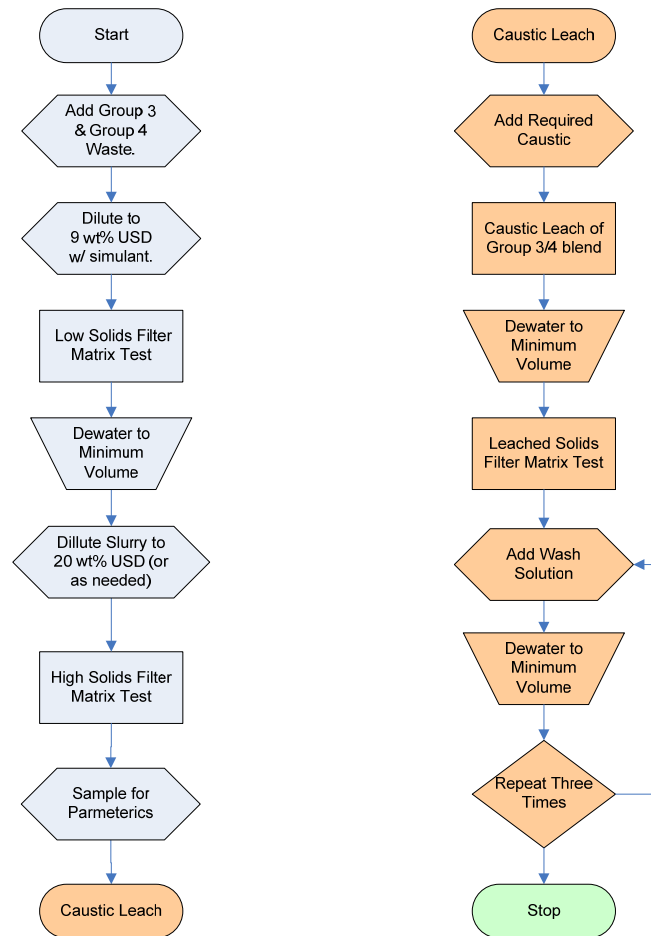 Start
Add Group 3
& Group 4
Waste.
Dilute to
9 wt% USD
w/ simulant.
Low Solids Filter
Matrix Test
Dewater to
Minimum
Volume
Dillute Slurry to
20 wt% USD (or
as needed)
High Solids Filter
Matrix Test
Sample for
Parmeterics
Caustic Leach
Caustic Leach
Add Required
Caustic
Caustic Leach of
Group 3/4 blend
Dewater to
Minimum
Volume
Leached Solids
Filter Matrix Test
Add Wash
Solution
Dewater to
Minimum
Volume
Repeat Three
Times
Stop